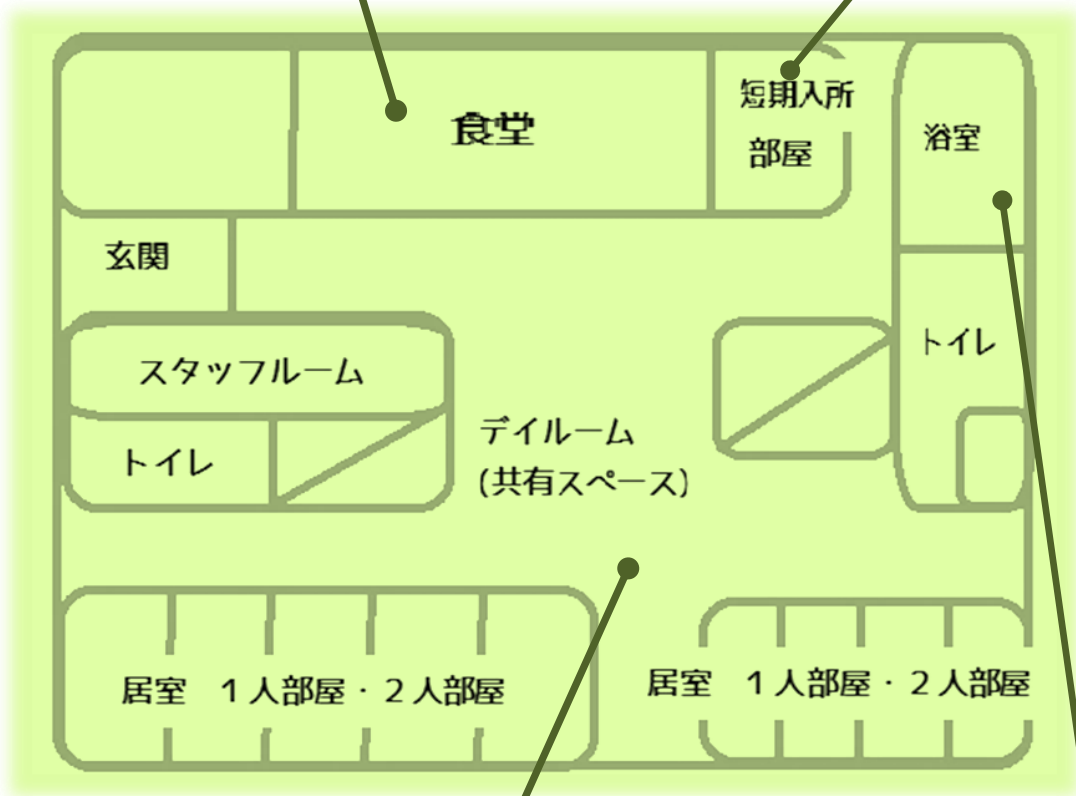 食堂
短期入所
部屋
浴室
玄関
トイレ
スタッフルーム
デイルーム
トイレ
(共有スペース)
居室 1人部屋・2人部屋
居室 1人部屋・2人部屋